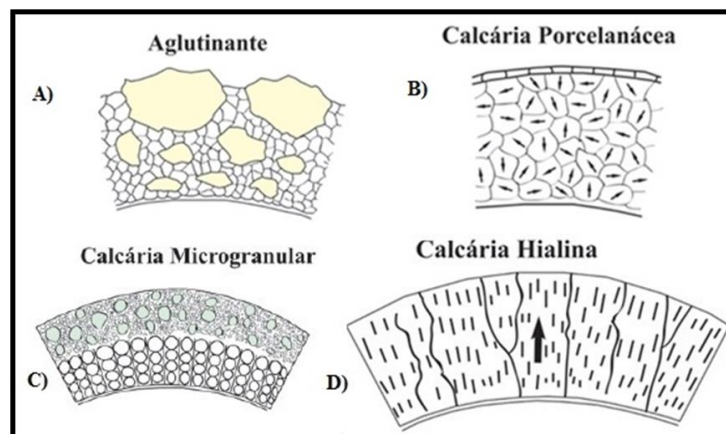 Aglutinante
Calcária Porcelanácea
A)
B)
Calcária Microgranular
Calcária Hialina
C)
D)